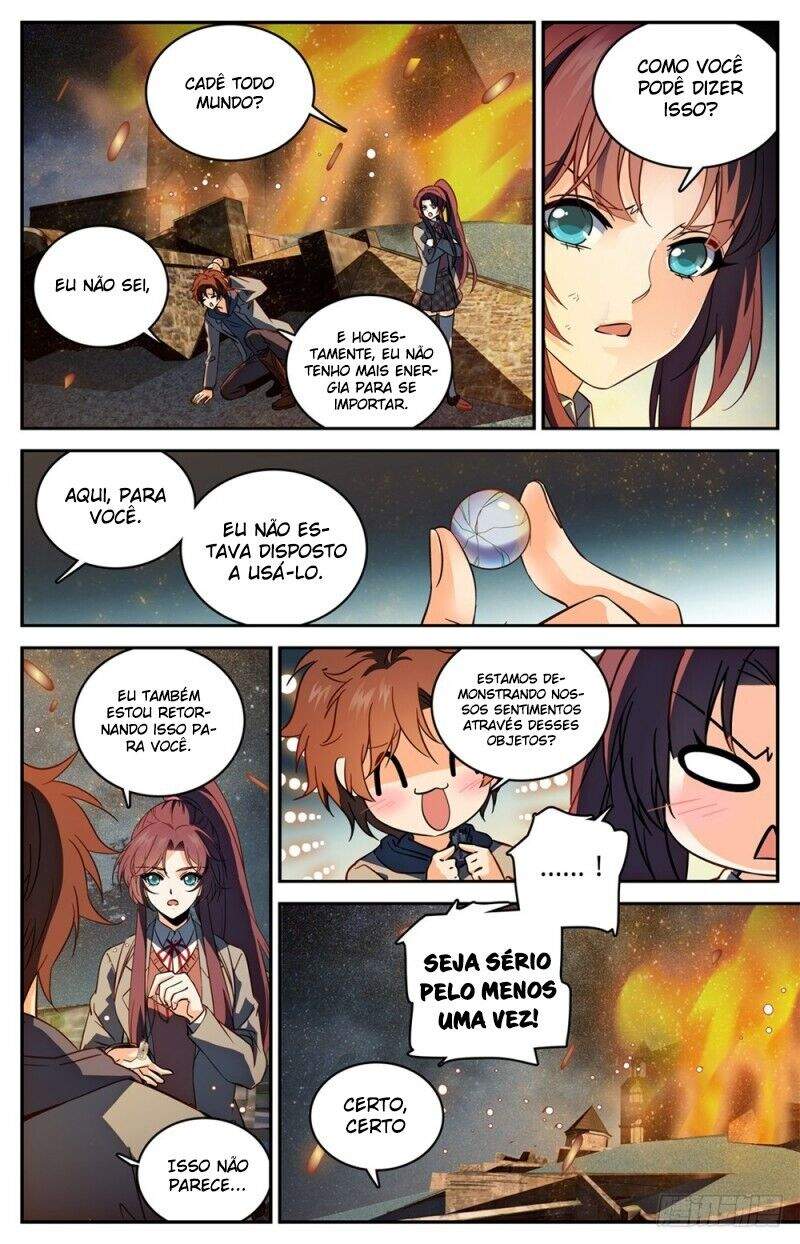 CADÊ TODO
MUNDO?
EU NÃO SEI,
E HONES-
TAMENTE, EU NÃO
TENHO MAIS ENER-
GIA PARA SE
IMPORTAR.
COMO VOCÊ
PODÊ DIZER
ISSO?
AQUI, PARA
VOCÊ.
EU NÃO ES-
TAVA DISPOSTO
A USÁ-LO.
EU TAMBÉM
ESTOU RETOR-
NANDO ISSO PA-
RA VOCÊ.
ISSO NÃO
PARECE...
ESTAMOS DE-
MONSTRANDO NOS-
SOS SENTIMENTOS
ATRAVÉS DESSES
OBJETOS?
...... !
SEJA SÉRIO
PELO MENOS
UMA VEZ!
CERTO,
CERTO